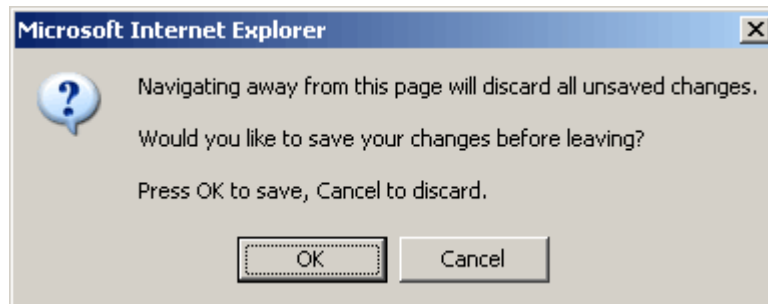 Microsoft Internet Explorer
Navigating away from this page will discard all unsaved changes.
Would you like to save your changes before leaving?
Press OK to save, Cancel to discard.
OK
Cancel